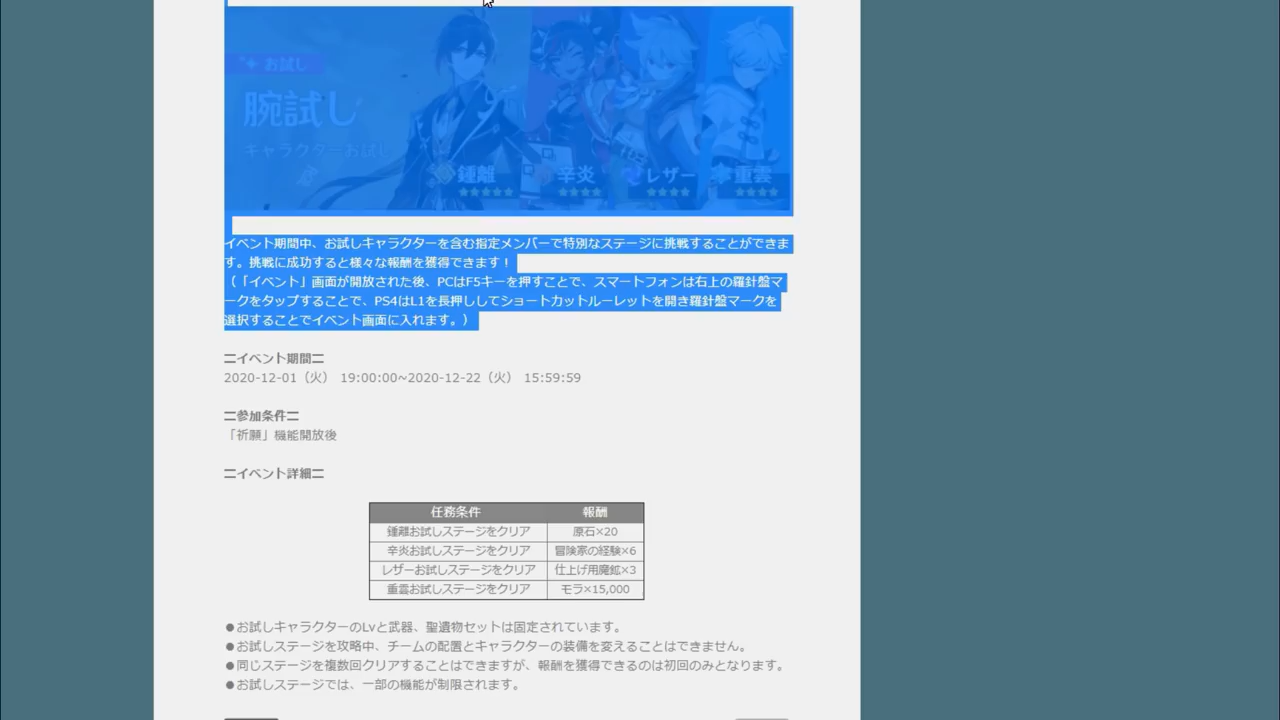 お試し
腕試し
キャラクターお試し
鍾離
辛炎
レザー
重雲
イベント期間中、お試しキャラクターを含む指定メンバーで特別なステージに挑戦することができま
す。挑戦に成功すると様々な報酬を獲得できます！
（「イベント」画面が開放された後、PCはF5キーを押すことで、スマートフォンは右上の羅針盤マ
ークをタップすることで、PS4はL1を長押ししてショートカットルーレットを開き羅針盤マークを
選択することでイベント画面に入れます。）
〓イベント期間〓
2020-12-01（火） 19:00:00~2020-12-22（火） 15:59:59
〓参加条件〓
「祈願」機能開放後
〓イベント詳細〓
任務条件 報酬
鍾離お試しステージをクリア 原石×20
辛炎お試しステージをクリア 冒険家の経験×6
レザーお試しステージをクリア 仕上げ用魔鉱×3
重雲お試しステージをクリア モラ×15,000
●お試しキャラクターのLvと武器、聖遺物セットは固定されています。
●お試しステージを攻略中、チームの配置とキャラクターの装備を変えることはできません。
●同じステージを複数回クリアすることはできますが、報酬を獲得できるのは初回のみとなります。
●お試しステージでは、一部の機能が制限されます。